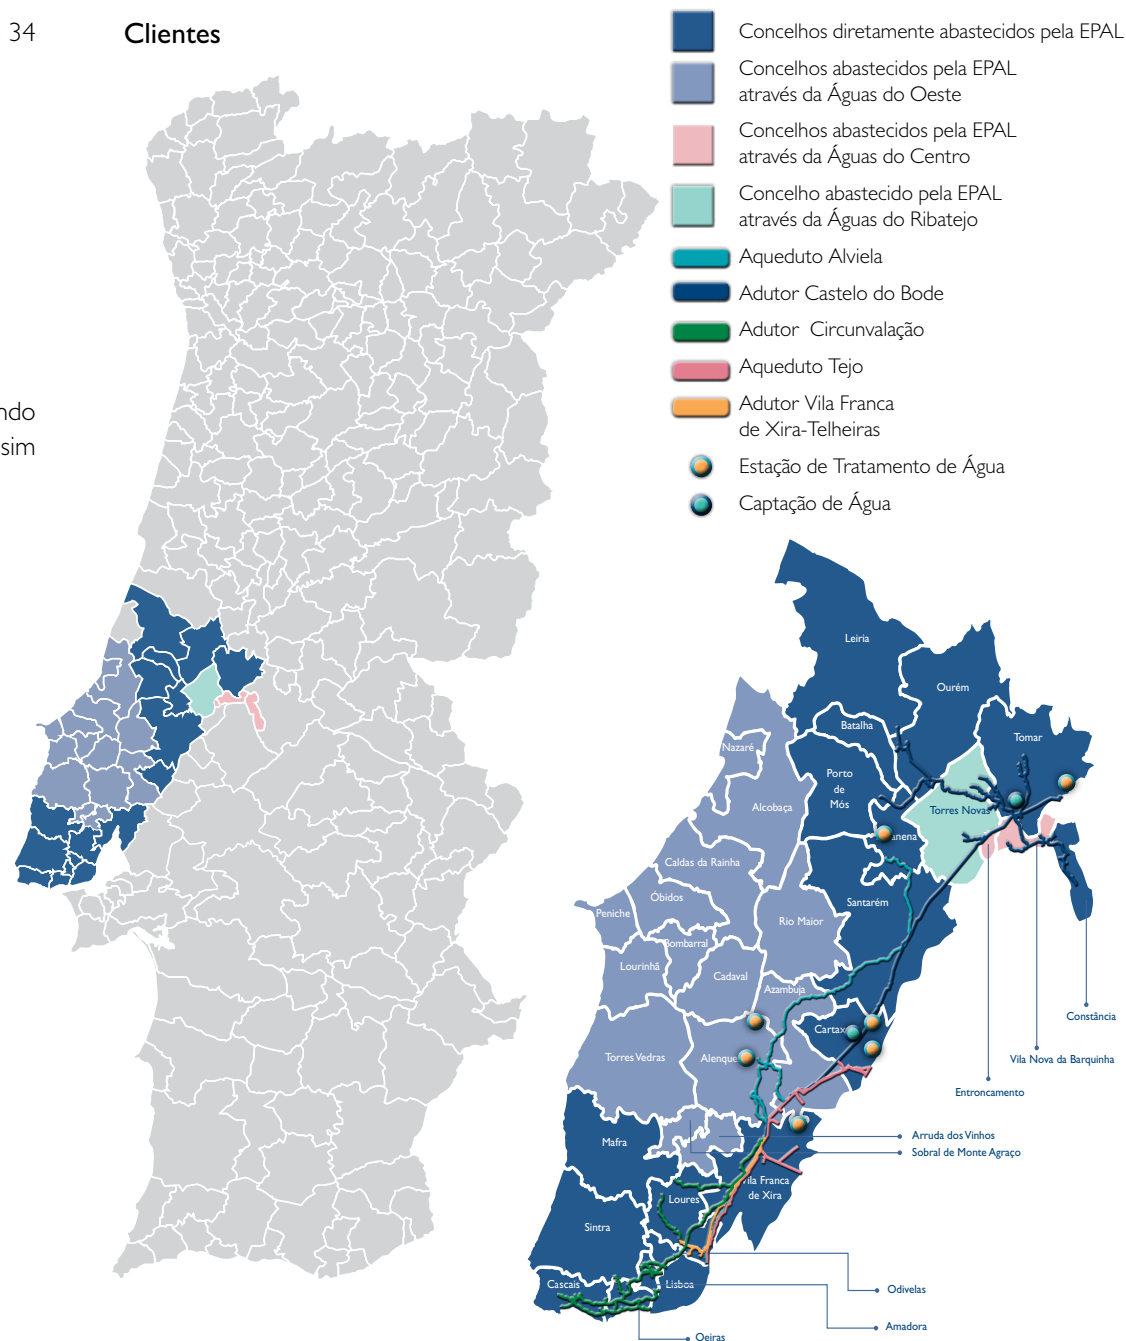 34
Clientes
Concelhos diretamente abastecidos pela EPAL
Concelhos abastecidos pela EPAL
através da Águas do Oeste
Concelhos abastecidos pela EPAL
através da Águas do Centro
Concelho abastecido pela EPAL
através da Águas do Ribatejo
Aqueduto Alviela
Adutor Castelo do Bode
Adutor Circunvalação
Aqueduto Tejo
Adutor Vila Franca
de Xira-Telheiras
Estação de Tratamento de Água
Captação de Água
ndo
sim
Leiria
Ourém
Batalha
Tomar
Nazaré
Porto
de
Mós
Alcobaça
Torres Novas
anena
Caldas da Rainha
Óbidos
Santarém
Peniche
Rio Maior
Bombarral
Lourinhã
Cadaval
Azambuja
Constância
Cartax
Torres Vedras
Alenque
Vila Nova da Barquinha
Entroncamento
Mafra
Arruda dos Vinhos
Sobral de Monte Agraço
Vila Franca
de Xira
Loures
Sintra
Cascais
Lisboa
Odivelas
Amadora
Oeiras